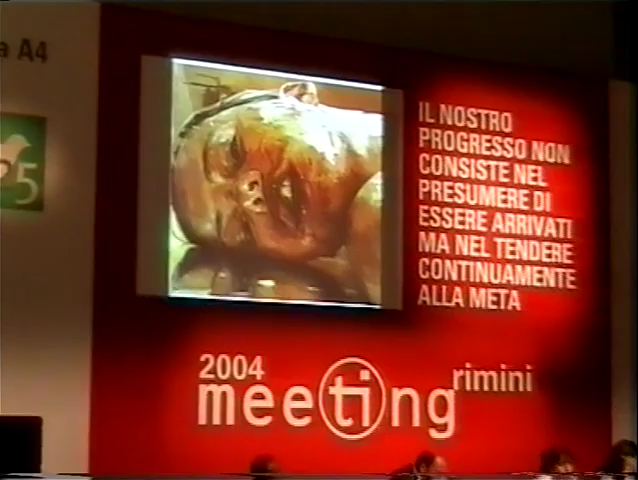 a A4
25
IL NOSTRO
PROGRESSO NON
CONSISTE NEL
PRESUMERE DI
ESSERE ARRIVATI
MA NEL TENDERE
CONTINUAMENTE
ALLA META
2004
meeting
rimini